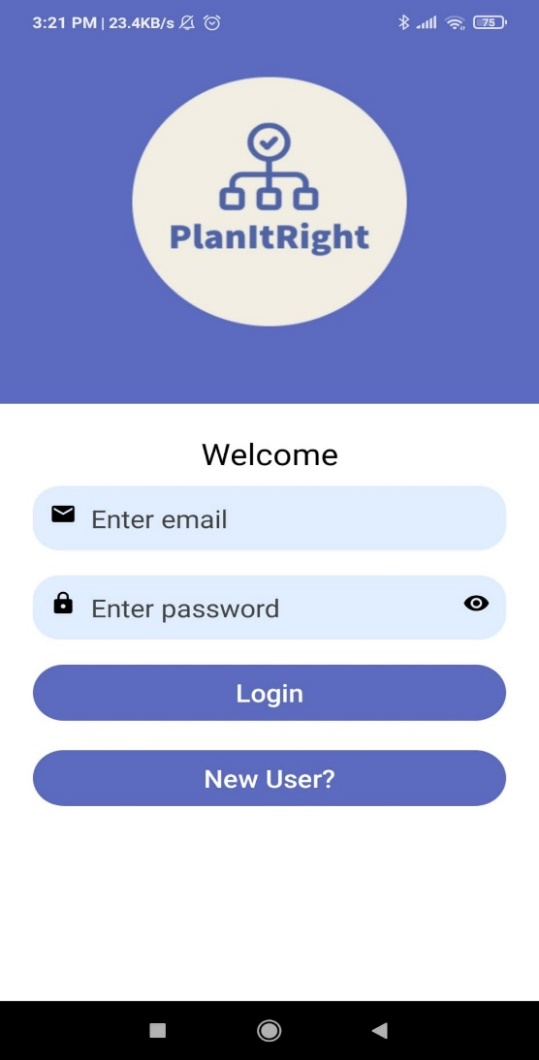 3:21 PM | 23.4KB/s 75
PlanItRight
Welcome
Enter email
Enter password
Login
New User?